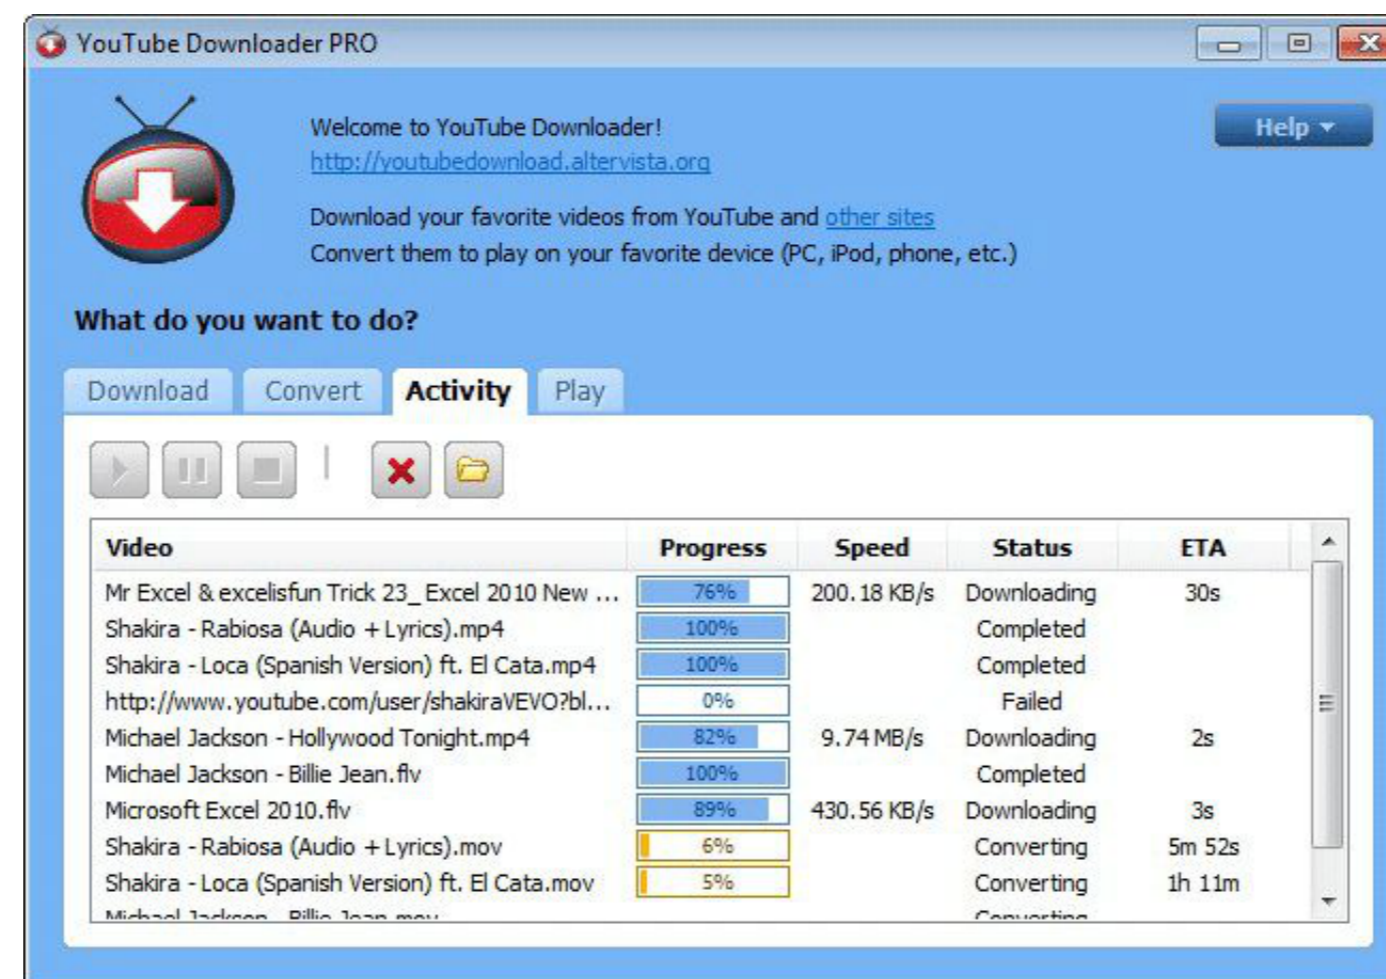 YouTube Downloader PRO
Welcome to YouTube Downloader!
http://youtubedownload.altervista.org
Help
Download your favorite videos from YouTube and other sites
Convert them to play on your favorite device (PC, iPod, phone, etc.)
What do you want to do?
Download Convert Activity Play
Video Progress Speed Status ETA
Mr Excel & excelisfun Trick 23_ Excel 2010 New ... 76% 200.18 KB/s Downloading 30s
Shakira - Rabiosa (Audio + Lyrics).mp4 100% Completed
Shakira - Loca (Spanish Version) ft. El Cata.mp4 100% Completed
http://www.youtube.com/user/shakiraVEVO?bl... 0% Failed
Michael Jackson - Hollywood Tonight.mp4 82% 9.74 MB/s Downloading 2s
Michael Jackson - Billie Jean.flv 100% Completed
Microsoft Excel 2010.flv 89% 430.56 KB/s Downloading 3s
Shakira - Rabiosa (Audio + Lyrics).mov 6% Converting 5m 52s
Shakira - Loca (Spanish Version) ft. El Cata.mov 5% Converting 1h 11m
Michael Jackson - Billie Jean.mov Converting